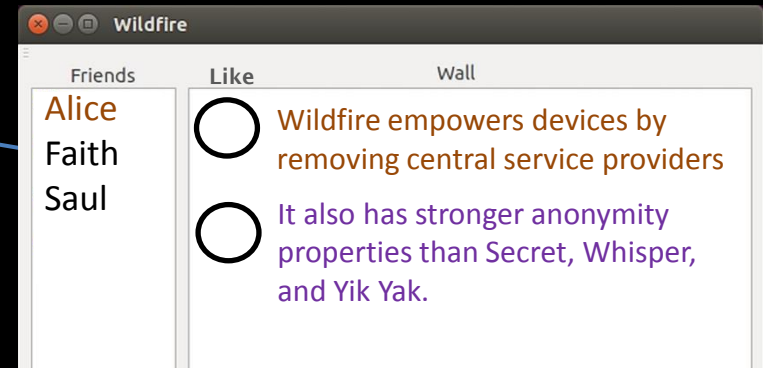 Wildfire
Friends Like Wall
Alice
Faith
Saul
Wildfire empowers devices by
removing central service providers
It also has stronger anonymity
properties than Secret, Whisper,
and Yik Yak.